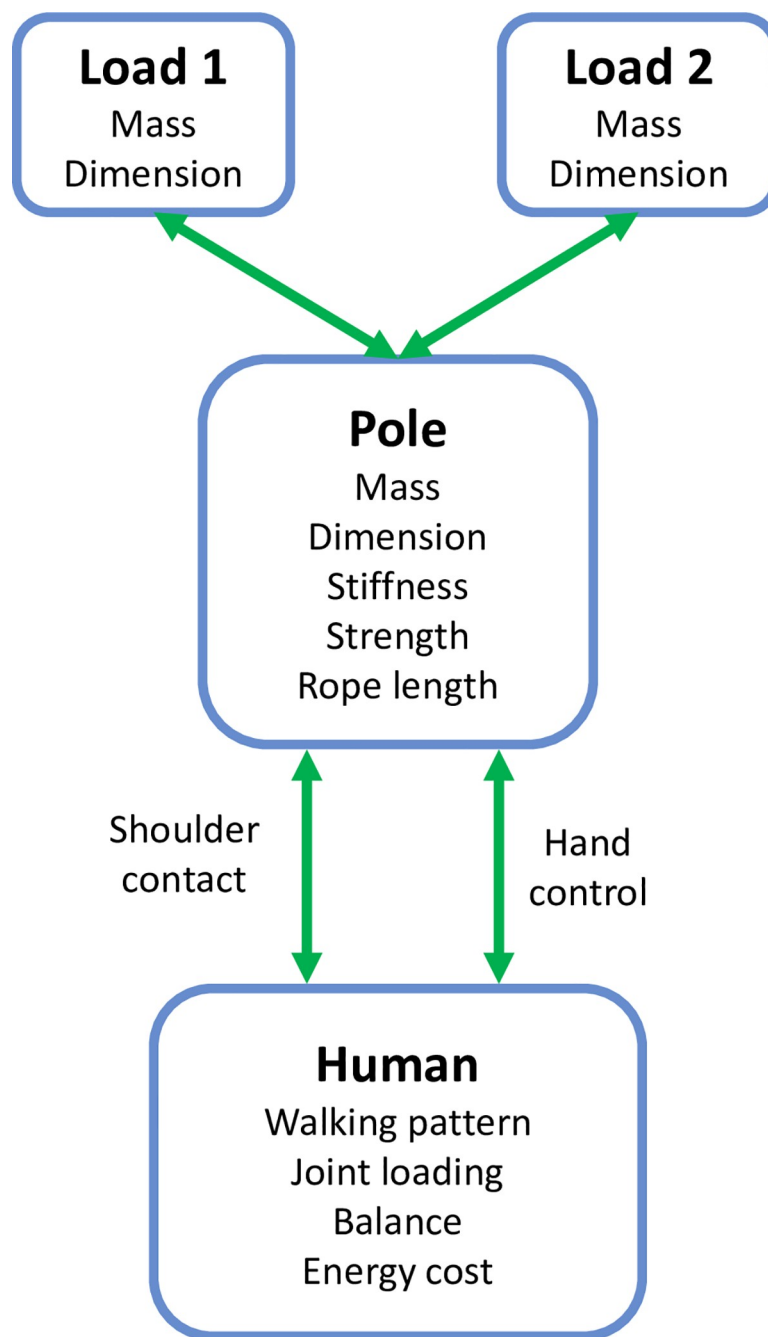 Load 1
Mass
Dimension
Load 2
Mass
Dimension
Pole
Mass
Dimension
Stiffness
Strength
Rope length
Shoulder
contact
Hand
control
Human
Walking pattern
Joint loading
Balance
Energy cost